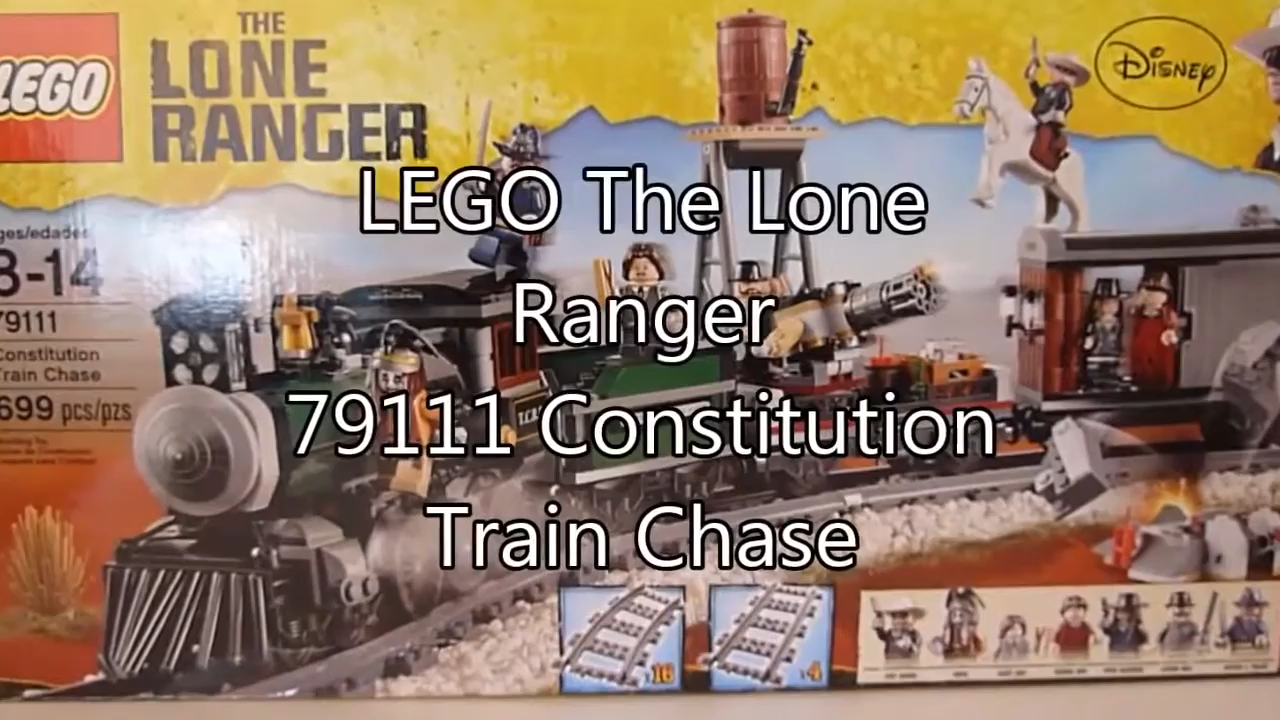 LEGO
THE
LONE
RANGER
Disney
LEGO The Lone
Ranger
79111 Constitution
Train Chase
ges/edades
8-14
79111
Constitution
Train Chase
699 pcs/pzs
16
4